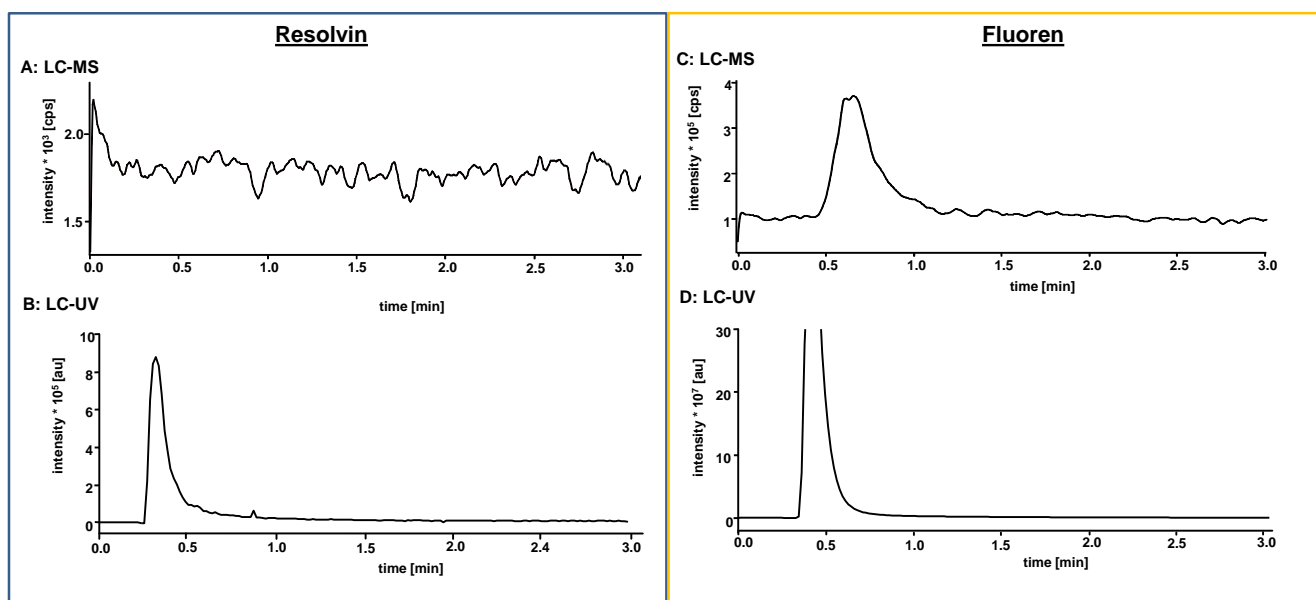 Resolvin
A: LC-MS
intensity * 10³ [cps]
2.0
1.5
0.0 0.5 1.0 1.5 2.0 2.5 3.0
time [min]
B: LC-UV
intensity * 10⁵ [au]
10
8
6
4
2
0
0.0 0.5 1.0 1.5 2.0 2.4 3.0
time [min]
Fluoren
C: LC-MS
intensity * 10⁵ [cps]
4
3
2
1
0.0 0.5 1.0 1.5 2.0 2.5 3.0
time [min]
D: LC-UV
intensity * 10⁷ [au]
30
20
10
0
0.0 0.5 1.0 1.5 2.0 2.5 3.0
time [min]